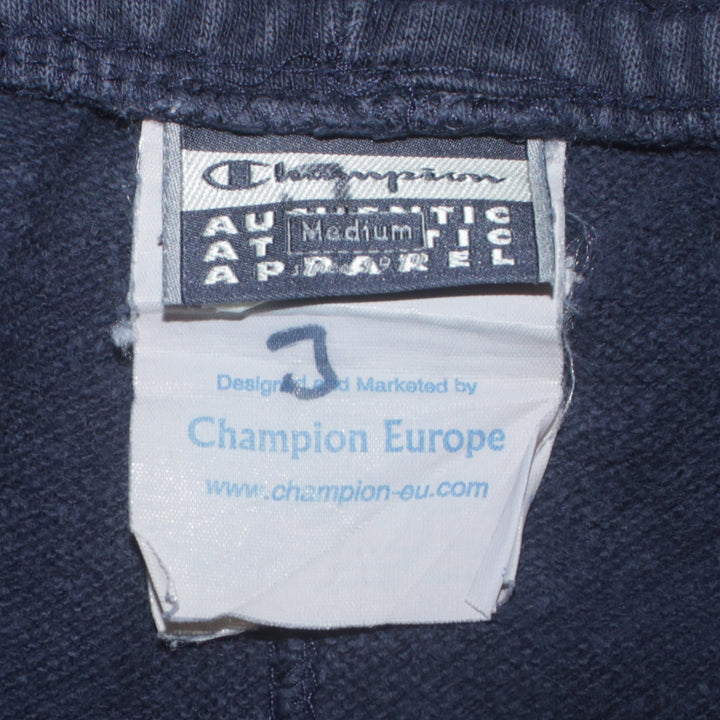 Champion
AUTHENTIC
Medium
ATHLETIC
APPAREL
J
Designed and Marketed by
Champion Europe
www.champion-eu.com